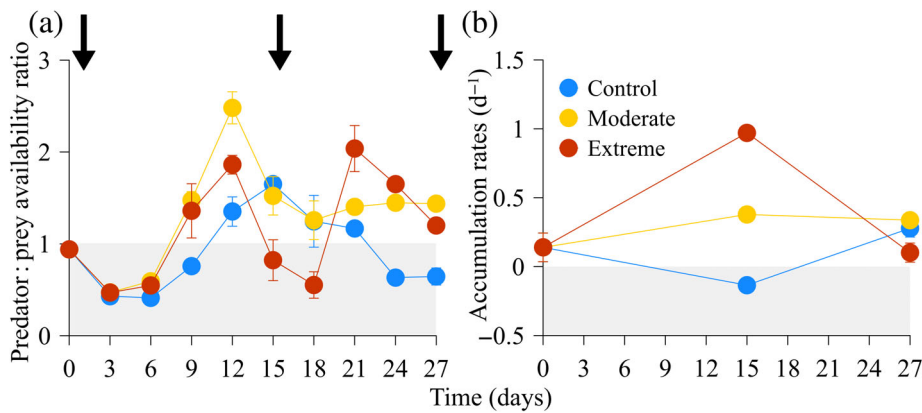 (a)
Predator : prey availability ratio
3
2
1
0
0 3 6 9 12 15 18 21 24 27
(b)
Accumulation rates (d⁻¹)
1.5
1
0.5
0
−0.5
Control
Moderate
Extreme
0 3 6 9 12 15 18 21 24 27
Time (days)